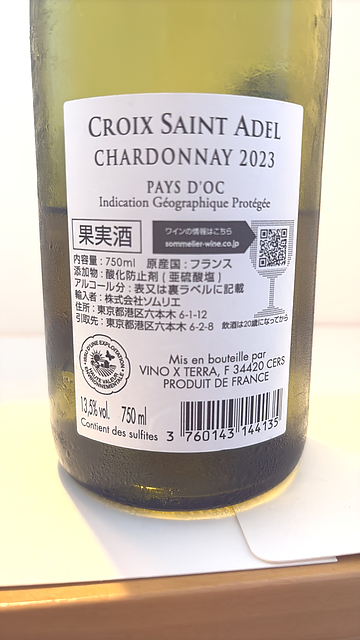 CROIX SAINT ADEL
CHARDONNAY 2023
PAYS D'OC
Indication Géographique Protégée
果実酒
ワインの情報はこちら
sommelier-wine.co.jp
内容量：750ml 原産国：フランス
添加物：酸化防止剤（亜硫酸塩）
アルコール分：表又は裏ラベルに記載
輸入者：株式会社ソムリエ
住所：東京都港区六本木 6-1-12
引取先：東京都港区六本木 6-2-8 飲酒は20歳になってから
ISSU D'UNE EXPLOITATION
HAUTE VALEUR
ENVIRONNEMENTALE
Mis en bouteille par
VINO X TERRA, F 34420 CERS
PRODUIT DE FRANCE
13,5% vol. 750 ml
Contient des sulfites
3 760143 144135